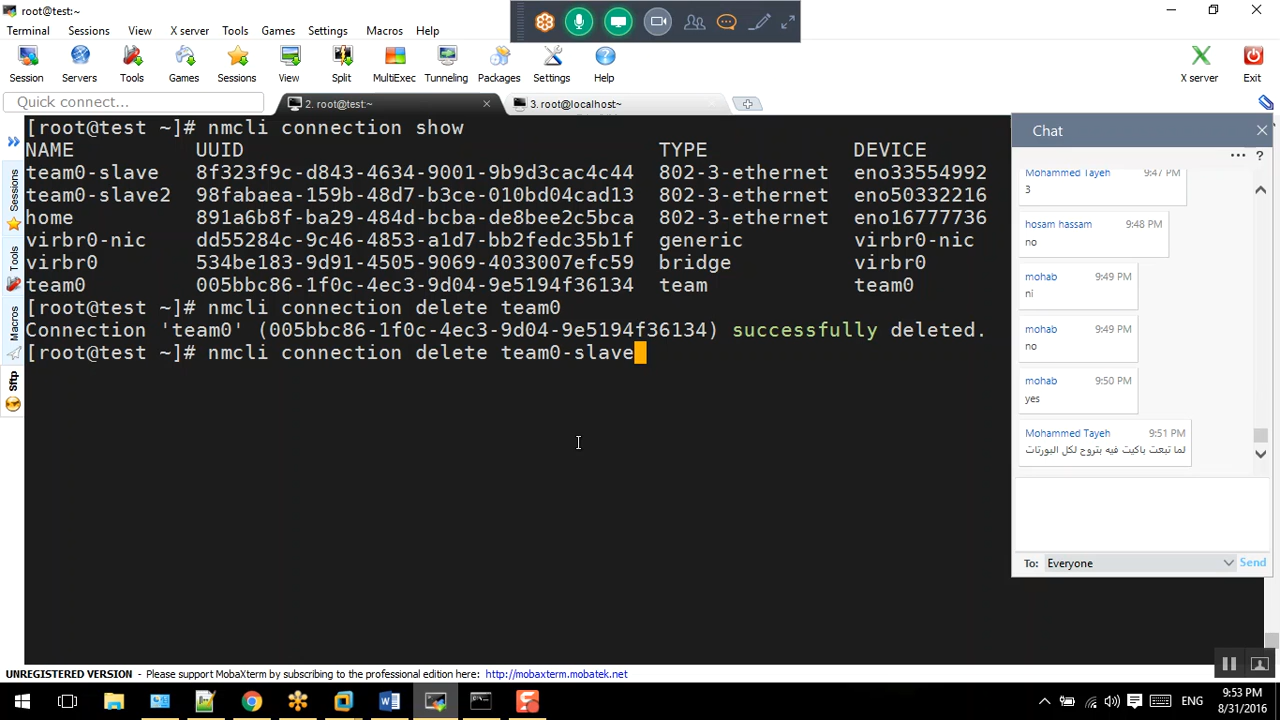 root@test:~
Terminal Sessions View X server Tools Games Settings Macros Help
Session Servers Tools Games Sessions View Split MultiExec Tunneling Packages Settings Help X server Exit
Quick connect...
2. root@test:~
3. root@localhost~
[root@test ~]# nmcli connection show
NAME UUID TYPE DEVICE
team0-slave 8f323f9c-d843-4634-9001-9b9d3cac4c44 802-3-ethernet eno33554992
team0-slave2 98fabaea-159b-48d7-b3ce-010bd04cad13 802-3-ethernet eno50332216
home 891a6b8f-ba29-484d-bcba-de8bee2c5bca 802-3-ethernet eno16777736
virbr0-nic dd55284c-9c46-4853-a1d7-bb2fedc35b1f generic virbr0-nic
virbr0 534be183-9d91-4505-9069-4033007efc59 bridge virbr0
team0 005bbc86-1f0c-4ec3-9d04-9e5194f36134 team team0
[root@test ~]# nmcli connection delete team0
Connection 'team0' (005bbc86-1f0c-4ec3-9d04-9e5194f36134) successfully deleted.
[root@test ~]# nmcli connection delete team0-slave
Sessions
Tools
Macros
Sftp
Chat
Mohammed Tayeh 9:47 PM
3
hosam hassam 9:48 PM
no
mohab 9:49 PM
ní
mohab 9:49 PM
no
mohab 9:50 PM
yes
Mohammed Tayeh 9:51 PM
لما تبعت باكيت فيه بتروح لكل البورتات
To: Everyone Send
UNREGISTERED VERSION - Please support MobaXterm by subscribing to the professional edition here: http://mobaxterm.mobatek.net
ENG
9:53 PM
8/31/2016